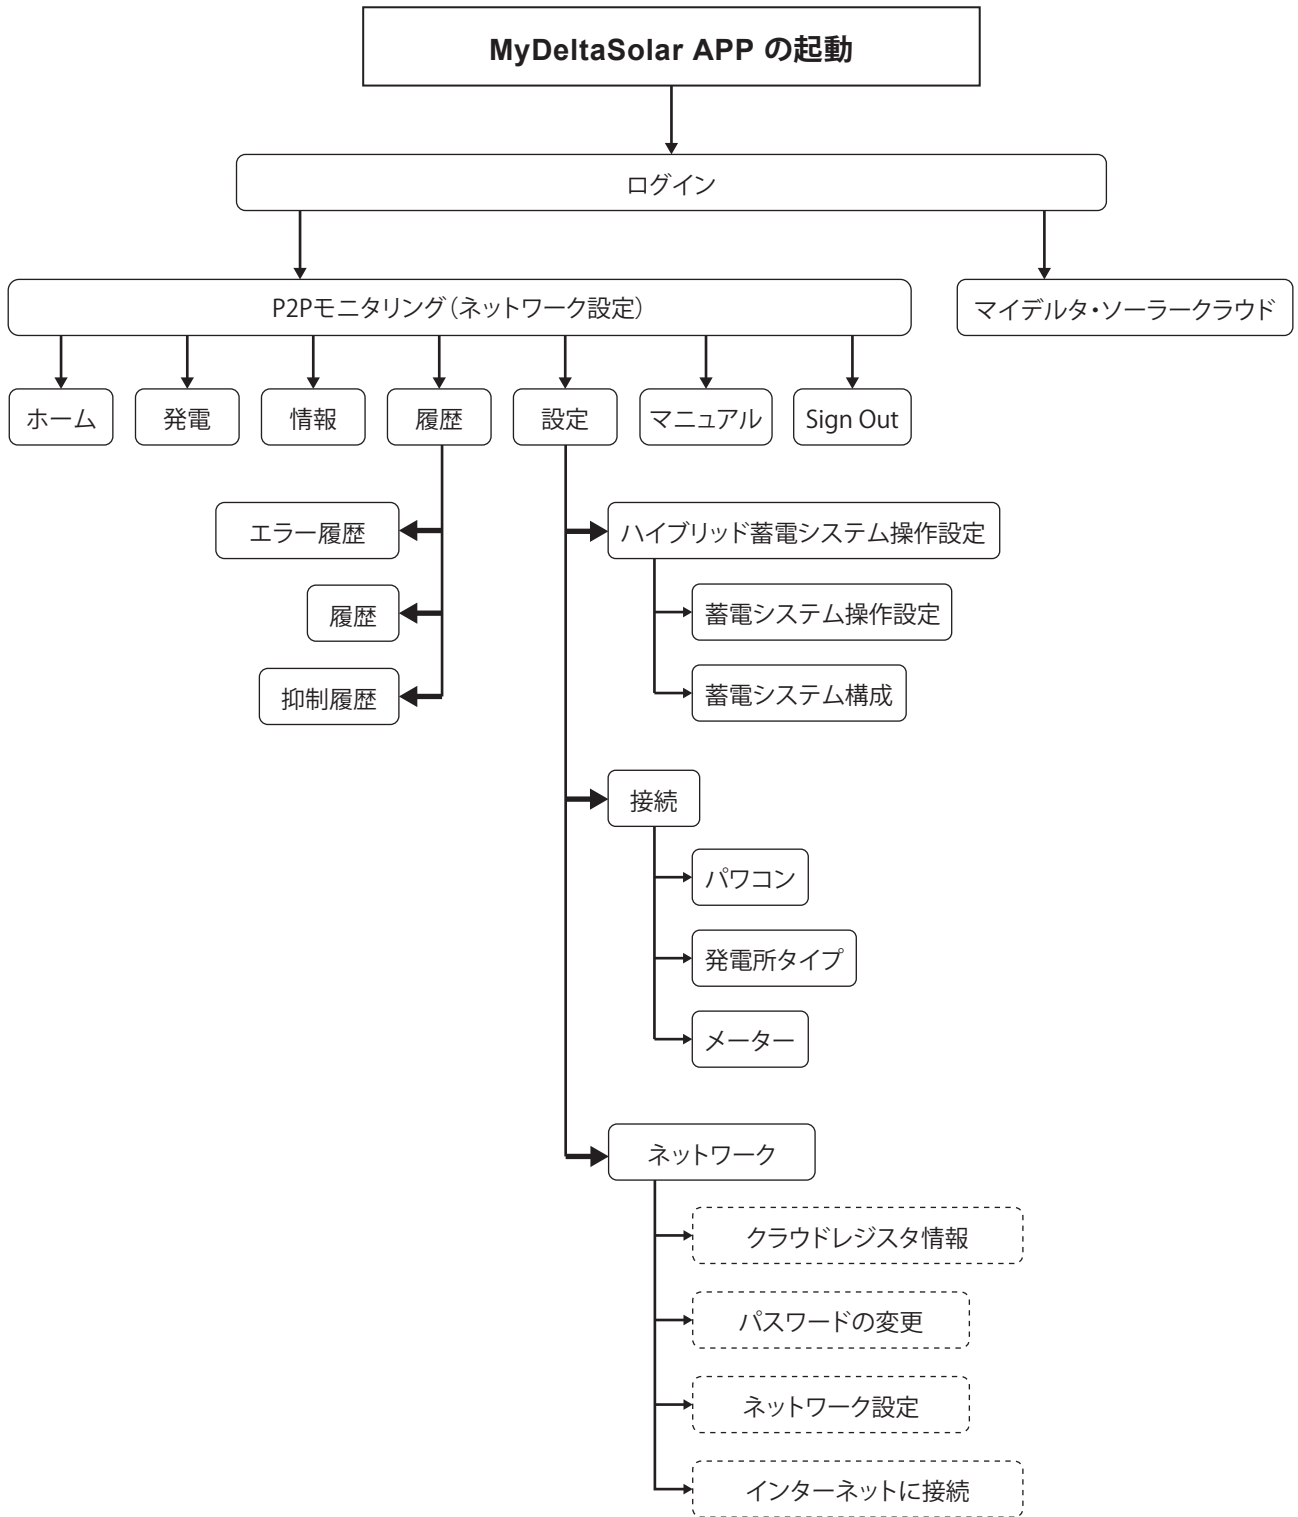 MyDeltaSolar APP の起動
ログイン
P2Pモニタリング（ネットワーク設定）
マイデルタ・ソーラークラウド
ホーム
発電
情報
履歴
設定
マニュアル
Sign Out
エラー履歴
履歴
抑制履歴
ハイブリッド蓄電システム操作設定
蓄電システム操作設定
蓄電システム構成
接続
パワコン
発電所タイプ
メーター
ネットワーク
クラウドレジスタ情報
パスワードの変更
ネットワーク設定
インターネットに接続